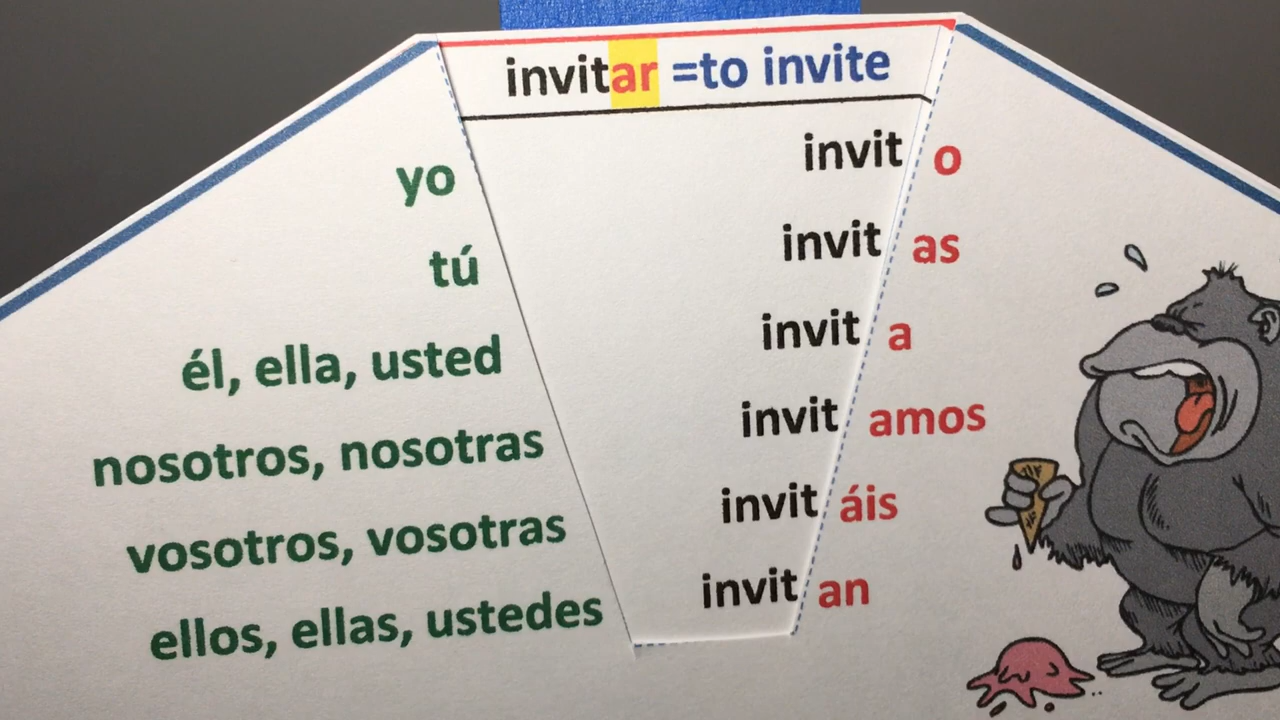 invitar =to invite
yo invit o
tú invit as
él, ella, usted invit a
nosotros, nosotras invit amos
vosotros, vosotras invit áis
ellos, ellas, ustedes invit an